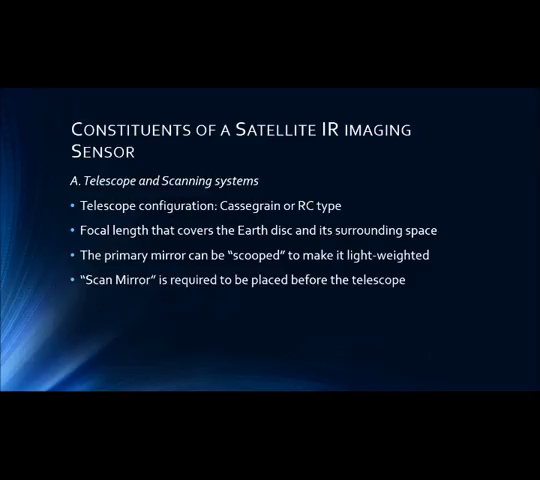 CONSTITUENTS OF A SATELLITE IR IMAGING
SENSOR
A. Telescope and Scanning systems
• Telescope configuration: Cassegrain or RC type
• Focal length that covers the Earth disc and its surrounding space
• The primary mirror can be “scooped” to make it light-weighted
• “Scan Mirror” is required to be placed before the telescope